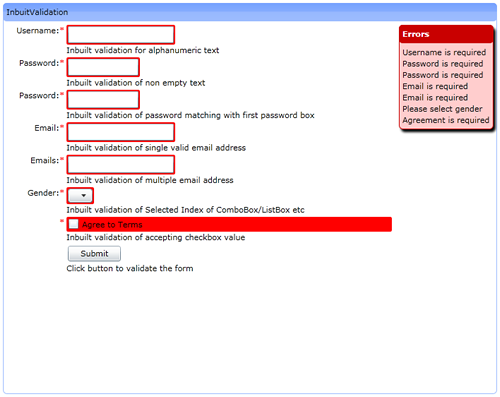 InbuitValidation
Username:*
Inbuilt validation for alphanumeric text
Password:*
Inbuilt validation of non empty text
Password:*
Inbuilt validation of password matching with first password box
Email:*
Inbuilt validation of single valid email address
Emails:*
Inbuilt validation of multiple email address
Gender:*
Inbuilt validation of Selected Index of ComboBox/ListBox etc
* Agree to Terms
Inbuilt validation of accepting checkbox value
Submit
Click button to validate the form
Errors
Username is required
Password is required
Password is required
Email is required
Email is required
Please select gender
Agreement is required